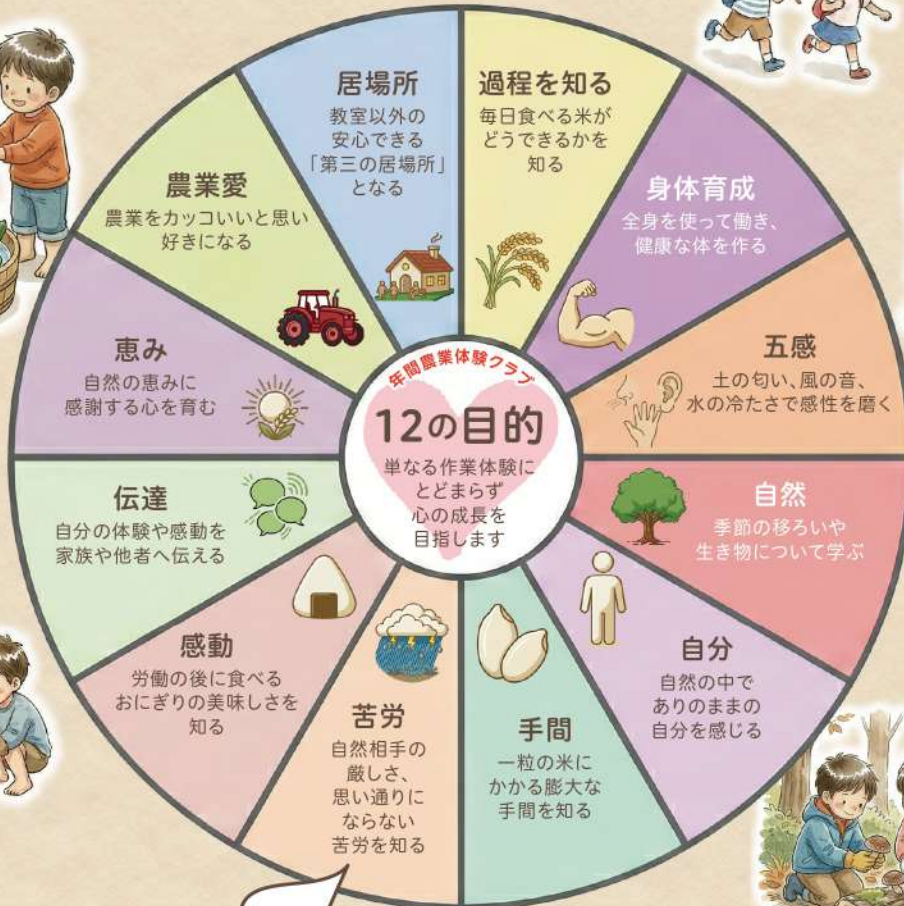 年間農業体験クラブ
12の目的
単なる作業体験に
とどまらず
心の成長を
目指します
過程を知る
毎日食べる米が
どうできるかを
知る
身体育成
全身を使って働き、
健康な体を作る
五感
土の匂い、風の音、
水の冷たさで感性を磨く
自然
季節の移ろいや
生き物について学ぶ
自分
自然の中で
ありのままの
自分を感じる
手間
一粒の米に
かかる膨大な
手間を知る
苦労
自然相手の
厳しさ、
思い通りに
ならない
苦労を知る
感動
労働の後に食べる
おにぎりの美味しさを
知る
伝達
自分の体験や感動を
家族や他者へ伝える
恵み
自然の恵みに
感謝する心を育む
農業愛
農業をカッコいいと思い
好きになる
居場所
教室以外の
安心できる
「第三の居場所」
となる